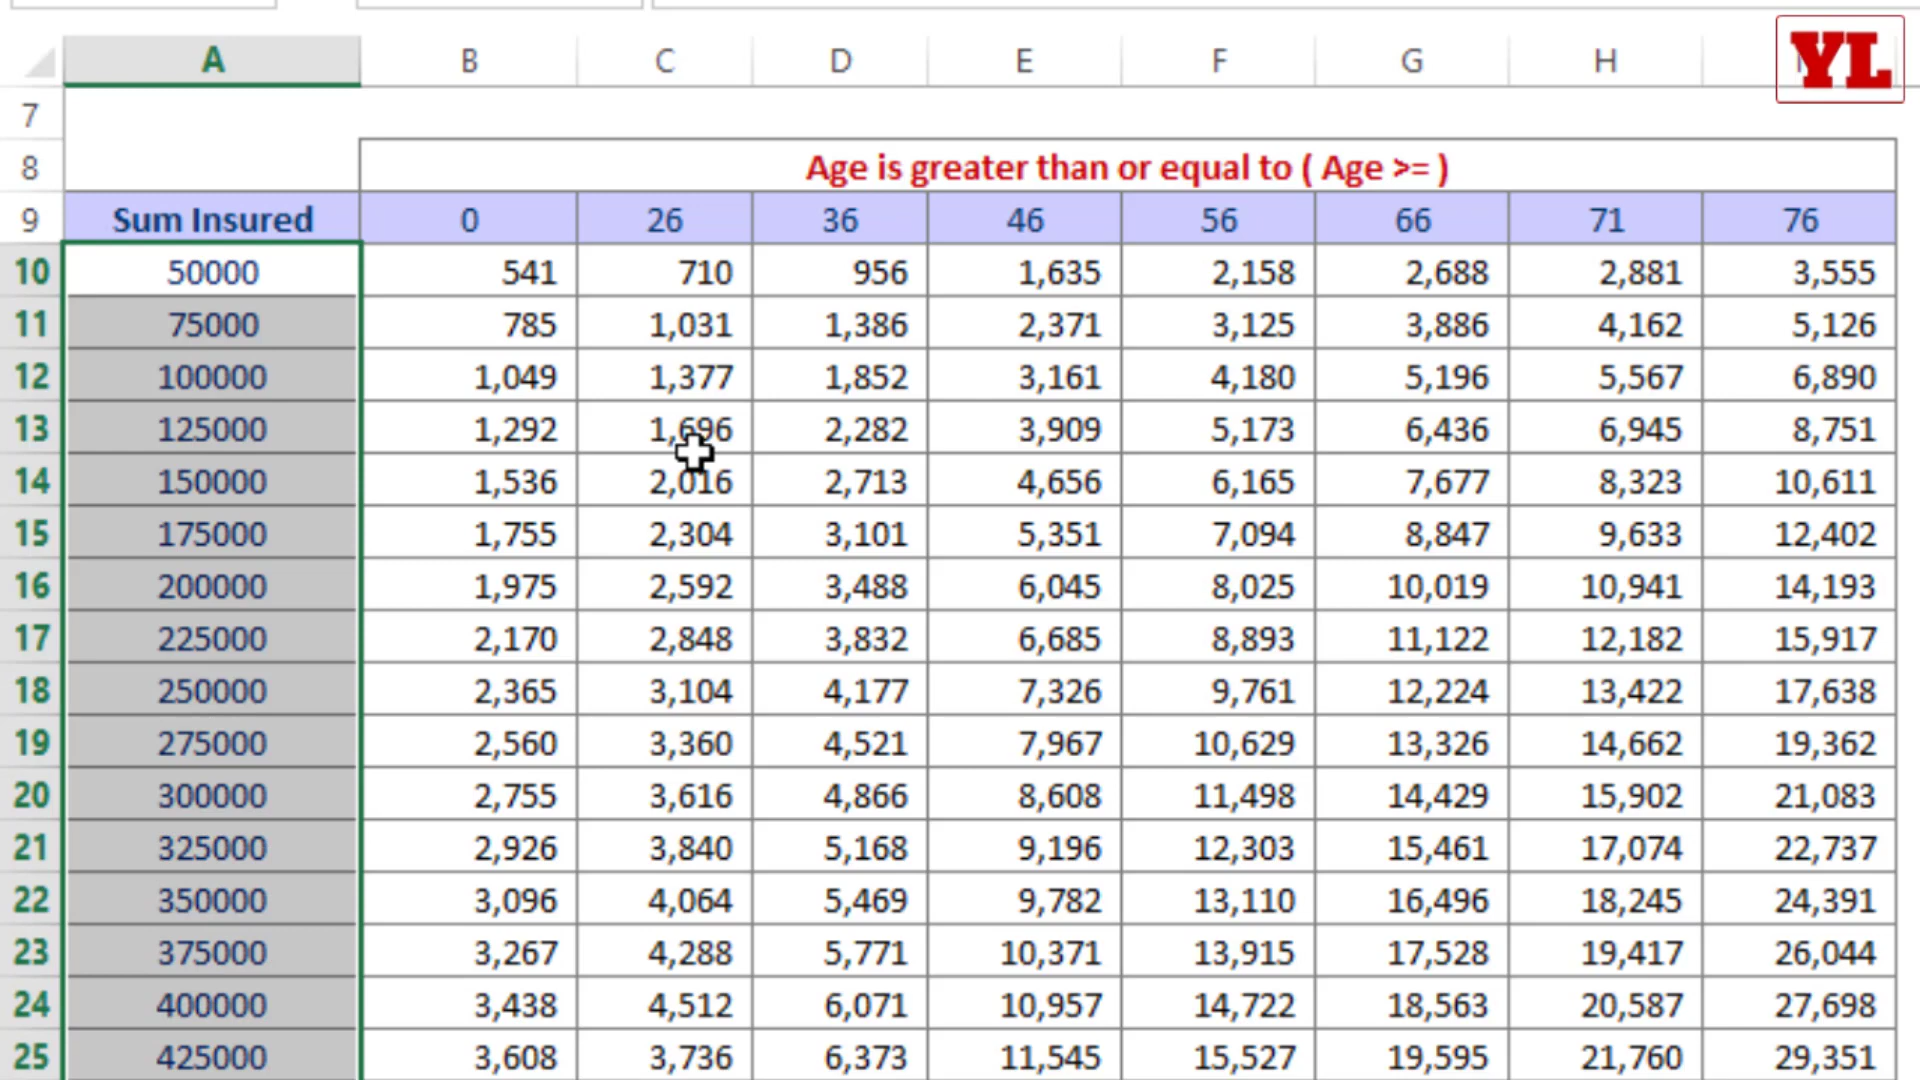 A B C D E F G H YL
7
8 Age is greater than or equal to ( Age >= )
9 Sum Insured 0 26 36 46 56 66 71 76
10 50000 541 710 956 1,635 2,158 2,688 2,881 3,555
11 75000 785 1,031 1,386 2,371 3,125 3,886 4,162 5,126
12 100000 1,049 1,377 1,852 3,161 4,180 5,196 5,567 6,890
13 125000 1,292 1,696 2,282 3,909 5,173 6,436 6,945 8,751
14 150000 1,536 2,016 2,713 4,656 6,165 7,677 8,323 10,611
15 175000 1,755 2,304 3,101 5,351 7,094 8,847 9,633 12,402
16 200000 1,975 2,592 3,488 6,045 8,025 10,019 10,941 14,193
17 225000 2,170 2,848 3,832 6,685 8,893 11,122 12,182 15,917
18 250000 2,365 3,104 4,177 7,326 9,761 12,224 13,422 17,638
19 275000 2,560 3,360 4,521 7,967 10,629 13,326 14,662 19,362
20 300000 2,755 3,616 4,866 8,608 11,498 14,429 15,902 21,083
21 325000 2,926 3,840 5,168 9,196 12,303 15,461 17,074 22,737
22 350000 3,096 4,064 5,469 9,782 13,110 16,496 18,245 24,391
23 375000 3,267 4,288 5,771 10,371 13,915 17,528 19,417 26,044
24 400000 3,438 4,512 6,071 10,957 14,722 18,563 20,587 27,698
25 425000 3,608 3,736 6,373 11,545 15,527 19,595 21,760 29,351